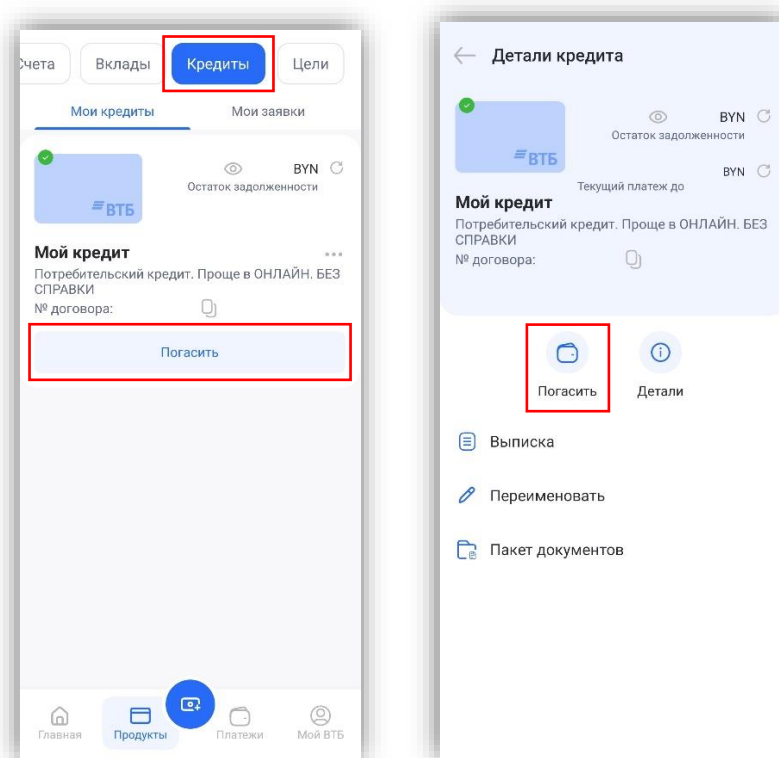 Вклады
Кредиты
Цели
Мои кредиты
Мои заявки
BYN
Остаток задолженности
ВТБ
Мой кредит
Потребительский кредит. Проще в ОНЛАЙН. БЕЗ
СПРАВКИ
№ договора:
Погасить
Главная
Продукты
Платежи
Мой ВТБ
Детали кредита
BYN
Остаток задолженности
ВТБ
BYN
Текущий платеж до
Мой кредит
Потребительский кредит. Проще в ОНЛАЙН. БЕЗ
СПРАВКИ
№ договора:
Погасить
Детали
Выписка
Переименовать
Пакет документов